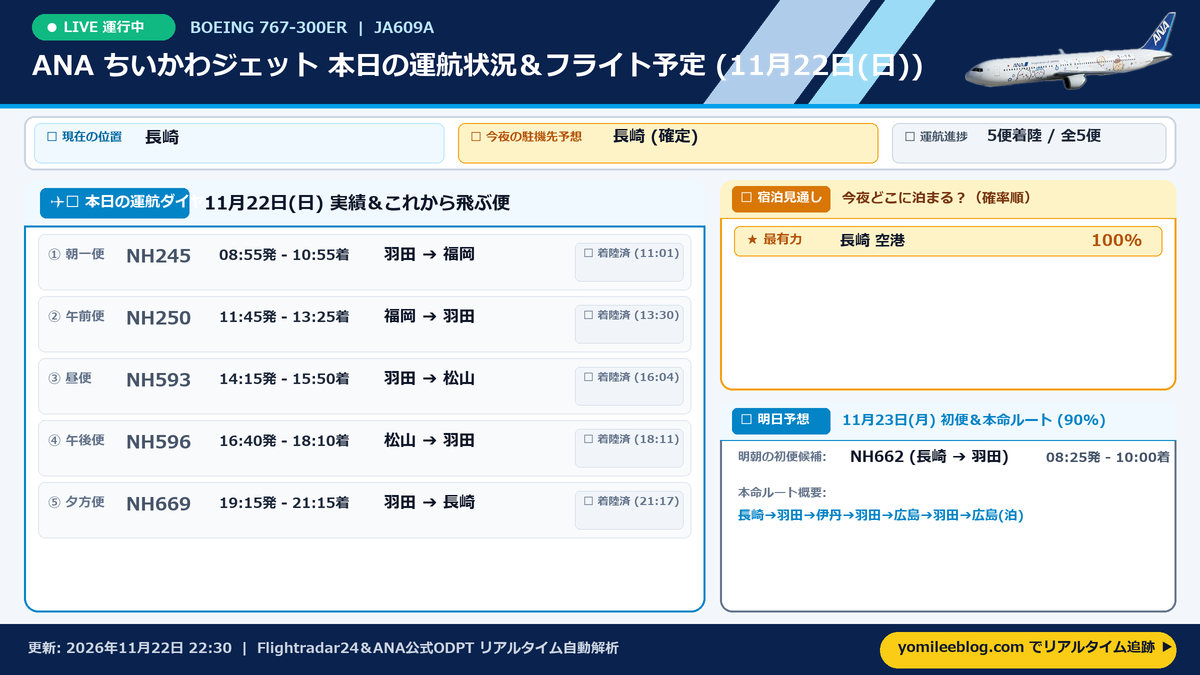 ● LIVE 運行中
BOEING 767-300ER | JA609A
ANA ちいかわジェット 本日の運航状況＆フライト予定 (11月22日(日))
ANA
ANA
□ 現在の位置 長崎
□ 今夜の駐機先予想 長崎 (確定)
□ 運航進捗 5便着陸 / 全5便
✈□ 本日の運航ダイ 11月22日(日) 実績＆これから飛ぶ便
① 朝一便 NH245 08:55発 - 10:55着 羽田 → 福岡 □ 着陸済 (11:01)
② 午前便 NH250 11:45発 - 13:25着 福岡 → 羽田 □ 着陸済 (13:30)
③ 昼便 NH593 14:15発 - 15:50着 羽田 → 松山 □ 着陸済 (16:04)
④ 午後便 NH596 16:40発 - 18:10着 松山 → 羽田 □ 着陸済 (18:11)
⑤ 夕方便 NH669 19:15発 - 21:15着 羽田 → 長崎 □ 着陸済 (21:17)
□ 宿泊見通し 今夜どこに泊まる？ (確率順)
★ 最有力 長崎 空港 100%
□ 明日予想 11月23日(月) 初便＆本命ルート (90%)
明朝の初便候補: NH662 (長崎 → 羽田) 08:25発 - 10:00着
本命ルート概要:
長崎→羽田→伊丹→羽田→広島→羽田→広島(泊)
更新: 2026年11月22日 22:30 | Flightradar24＆ANA公式ODPT リアルタイム自動解析
yomileeblog.com でリアルタイム追跡 ▶